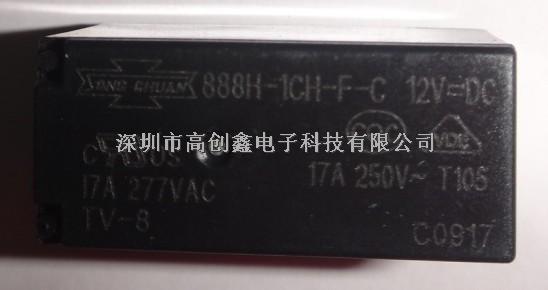 SONG CHUAN 888H-1CH-F-C 12V⎓DC
深圳市高创鑫电子科技有限公司
VDE
17A 277VAC 17A 250V~ T105
TV-8 C0917